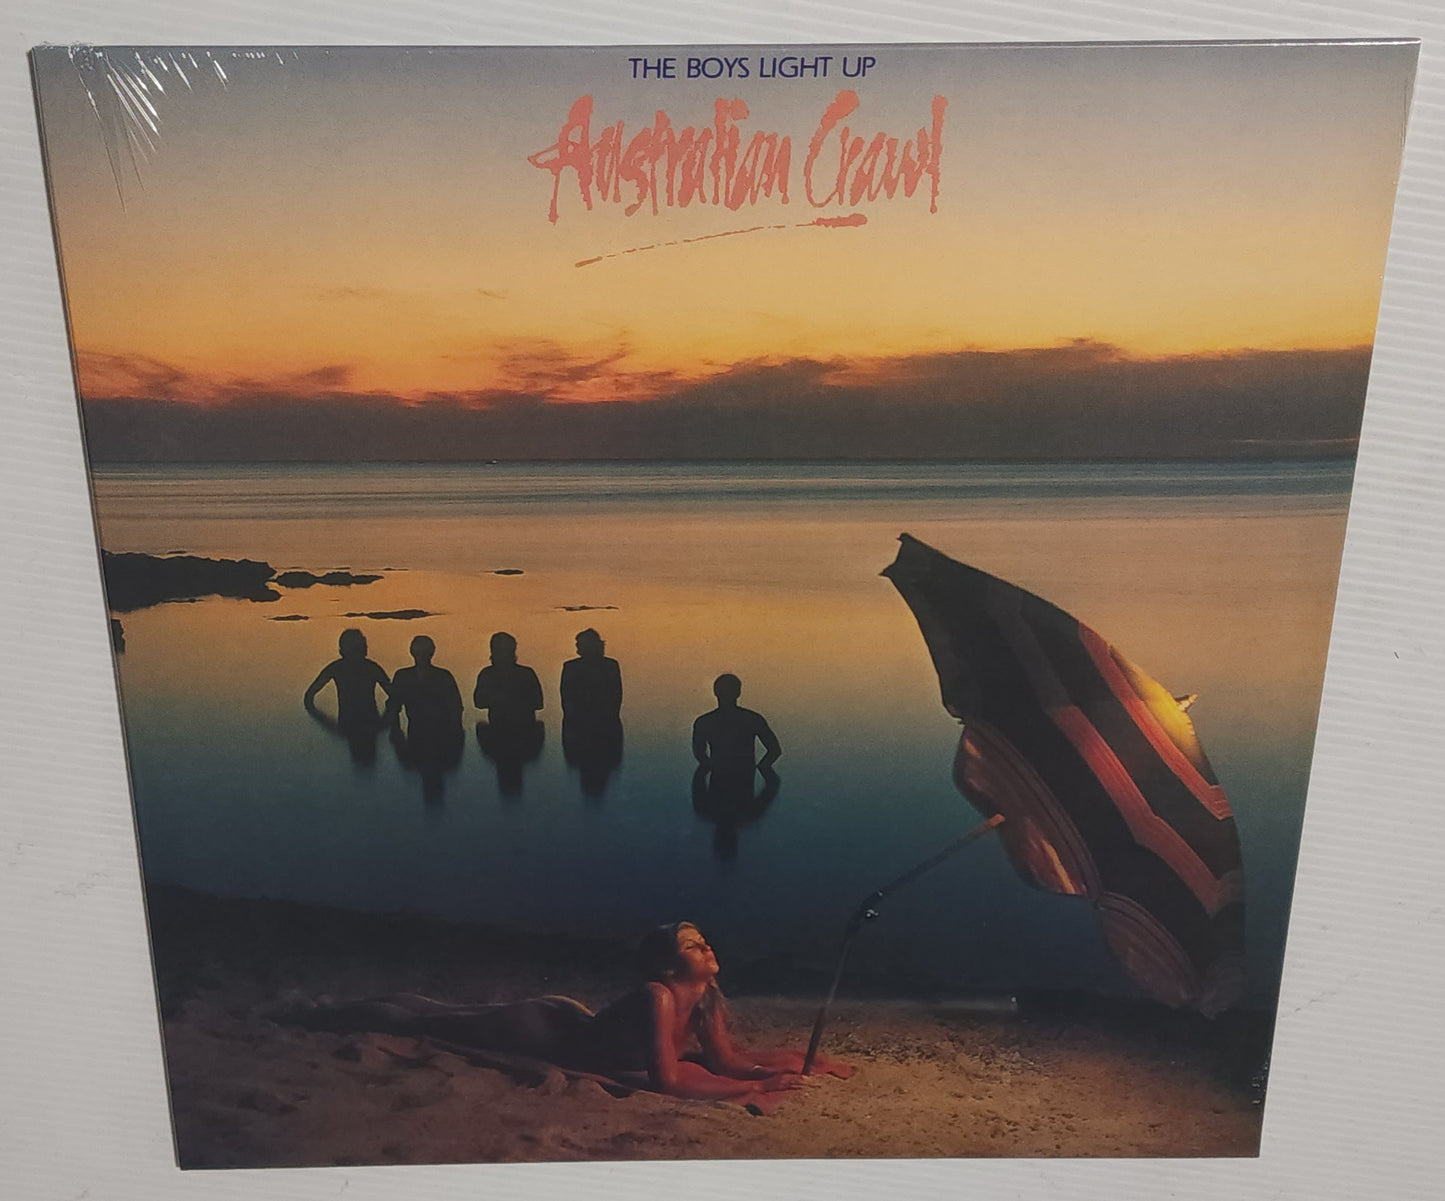 THE BOYS LIGHT UP
Australian Crawl